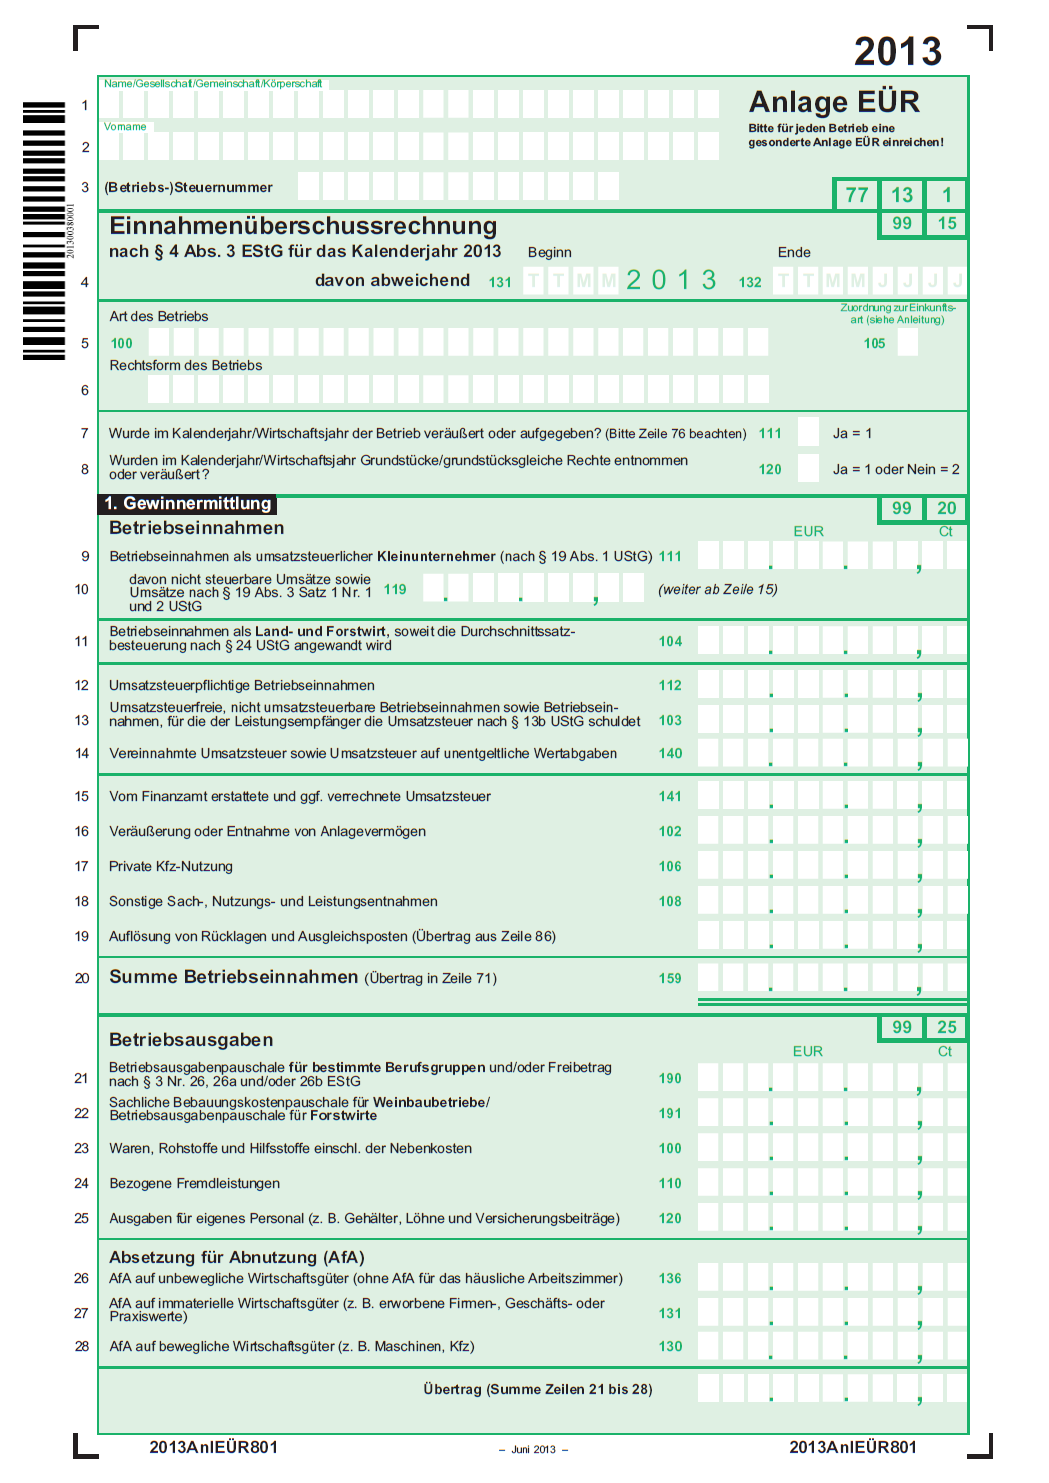 2013
Name/Gesellschaft/Gemeinschaft/Körperschaft
1
Anlage EÜR
Vorname
Bitte für jeden Betrieb eine
2
gesonderte Anlage EÜR einreichen!
3 (Betriebs-)Steuernummer
77 13 1
201300380001
Einnahmenüberschussrechnung
99 15
nach § 4 Abs. 3 EStG für das Kalenderjahr 2013 Beginn Ende
4 davon abweichend 131 T T M M 2 0 1 3 132 T T M M J J J J
Art des Betriebs
Zuordnung zur Einkunfts-
art (siehe Anleitung)
5 100 105
Rechtsform des Betriebs
6
7 Wurde im Kalenderjahr/Wirtschaftsjahr der Betrieb veräußert oder aufgegeben? (Bitte Zeile 76 beachten) 111 Ja = 1
8 Wurden im Kalenderjahr/Wirtschaftsjahr Grundstücke/grundstücksgleiche Rechte entnommen
oder veräußert ? 120 Ja = 1 oder Nein = 2
1. Gewinnermittlung
99 20
Betriebseinnahmen EUR Ct
9 Betriebseinnahmen als umsatzsteuerlicher Kleinunternehmer (nach § 19 Abs. 1 UStG) 111 . . ,
davon nicht steuerbare Umsätze sowie
10 Umsätze nach § 19 Abs. 3 Satz 1 Nr. 1 119 . . , (weiter ab Zeile 15)
und 2 UStG
Betriebseinnahmen als Land- und Forstwirt, soweit die Durchschnittssatz-
11 besteuerung nach § 24 UStG angewandt wird 104 . . ,
12 Umsatzsteuerpflichtige Betriebseinnahmen 112 . . ,
Umsatzsteuerfreie, nicht umsatzsteuerbare Betriebseinnahmen sowie Betriebsein-
13 nahmen, für die der Leistungsempfänger die Umsatzsteuer nach § 13b UStG schuldet 103 . . ,
14 Vereinnahmte Umsatzsteuer sowie Umsatzsteuer auf unentgeltliche Wertabgaben 140 . . ,
15 Vom Finanzamt erstattete und ggf. verrechnete Umsatzsteuer 141 . . ,
16 Veräußerung oder Entnahme von Anlagevermögen 102 . . ,
17 Private Kfz-Nutzung 106 . . ,
18 Sonstige Sach-, Nutzungs- und Leistungsentnahmen 108 . . ,
19 Auflösung von Rücklagen und Ausgleichsposten (Übertrag aus Zeile 86) . . ,
20 Summe Betriebseinnahmen (Übertrag in Zeile 71) 159 . . ,
99 25
Betriebsausgaben EUR Ct
Betriebsausgabenpauschale für bestimmte Berufsgruppen und/oder Freibetrag
21 nach § 3 Nr. 26, 26a und/oder 26b EStG 190 . . ,
Sachliche Bebauungskostenpauschale für Weinbaubetriebe/
22 Betriebsausgabenpauschale für Forstwirte 191 . . ,
23 Waren, Rohstoffe und Hilfsstoffe einschl. der Nebenkosten 100 . . ,
24 Bezogene Fremdleistungen 110 . . ,
25 Ausgaben für eigenes Personal (z. B. Gehälter, Löhne und Versicherungsbeiträge) 120 . . ,
Absetzung für Abnutzung (AfA)
26 AfA auf unbewegliche Wirtschaftsgüter (ohne AfA für das häusliche Arbeitszimmer) 136 . . ,
AfA auf immaterielle Wirtschaftsgüter (z. B. erworbene Firmen-, Geschäfts- oder
27 Praxiswerte) 131 . . ,
28 AfA auf bewegliche Wirtschaftsgüter (z. B. Maschinen, Kfz) 130 . . ,
Übertrag (Summe Zeilen 21 bis 28) . . ,
2013AnlEÜR801 – Juni 2013 – 2013AnlEÜR801